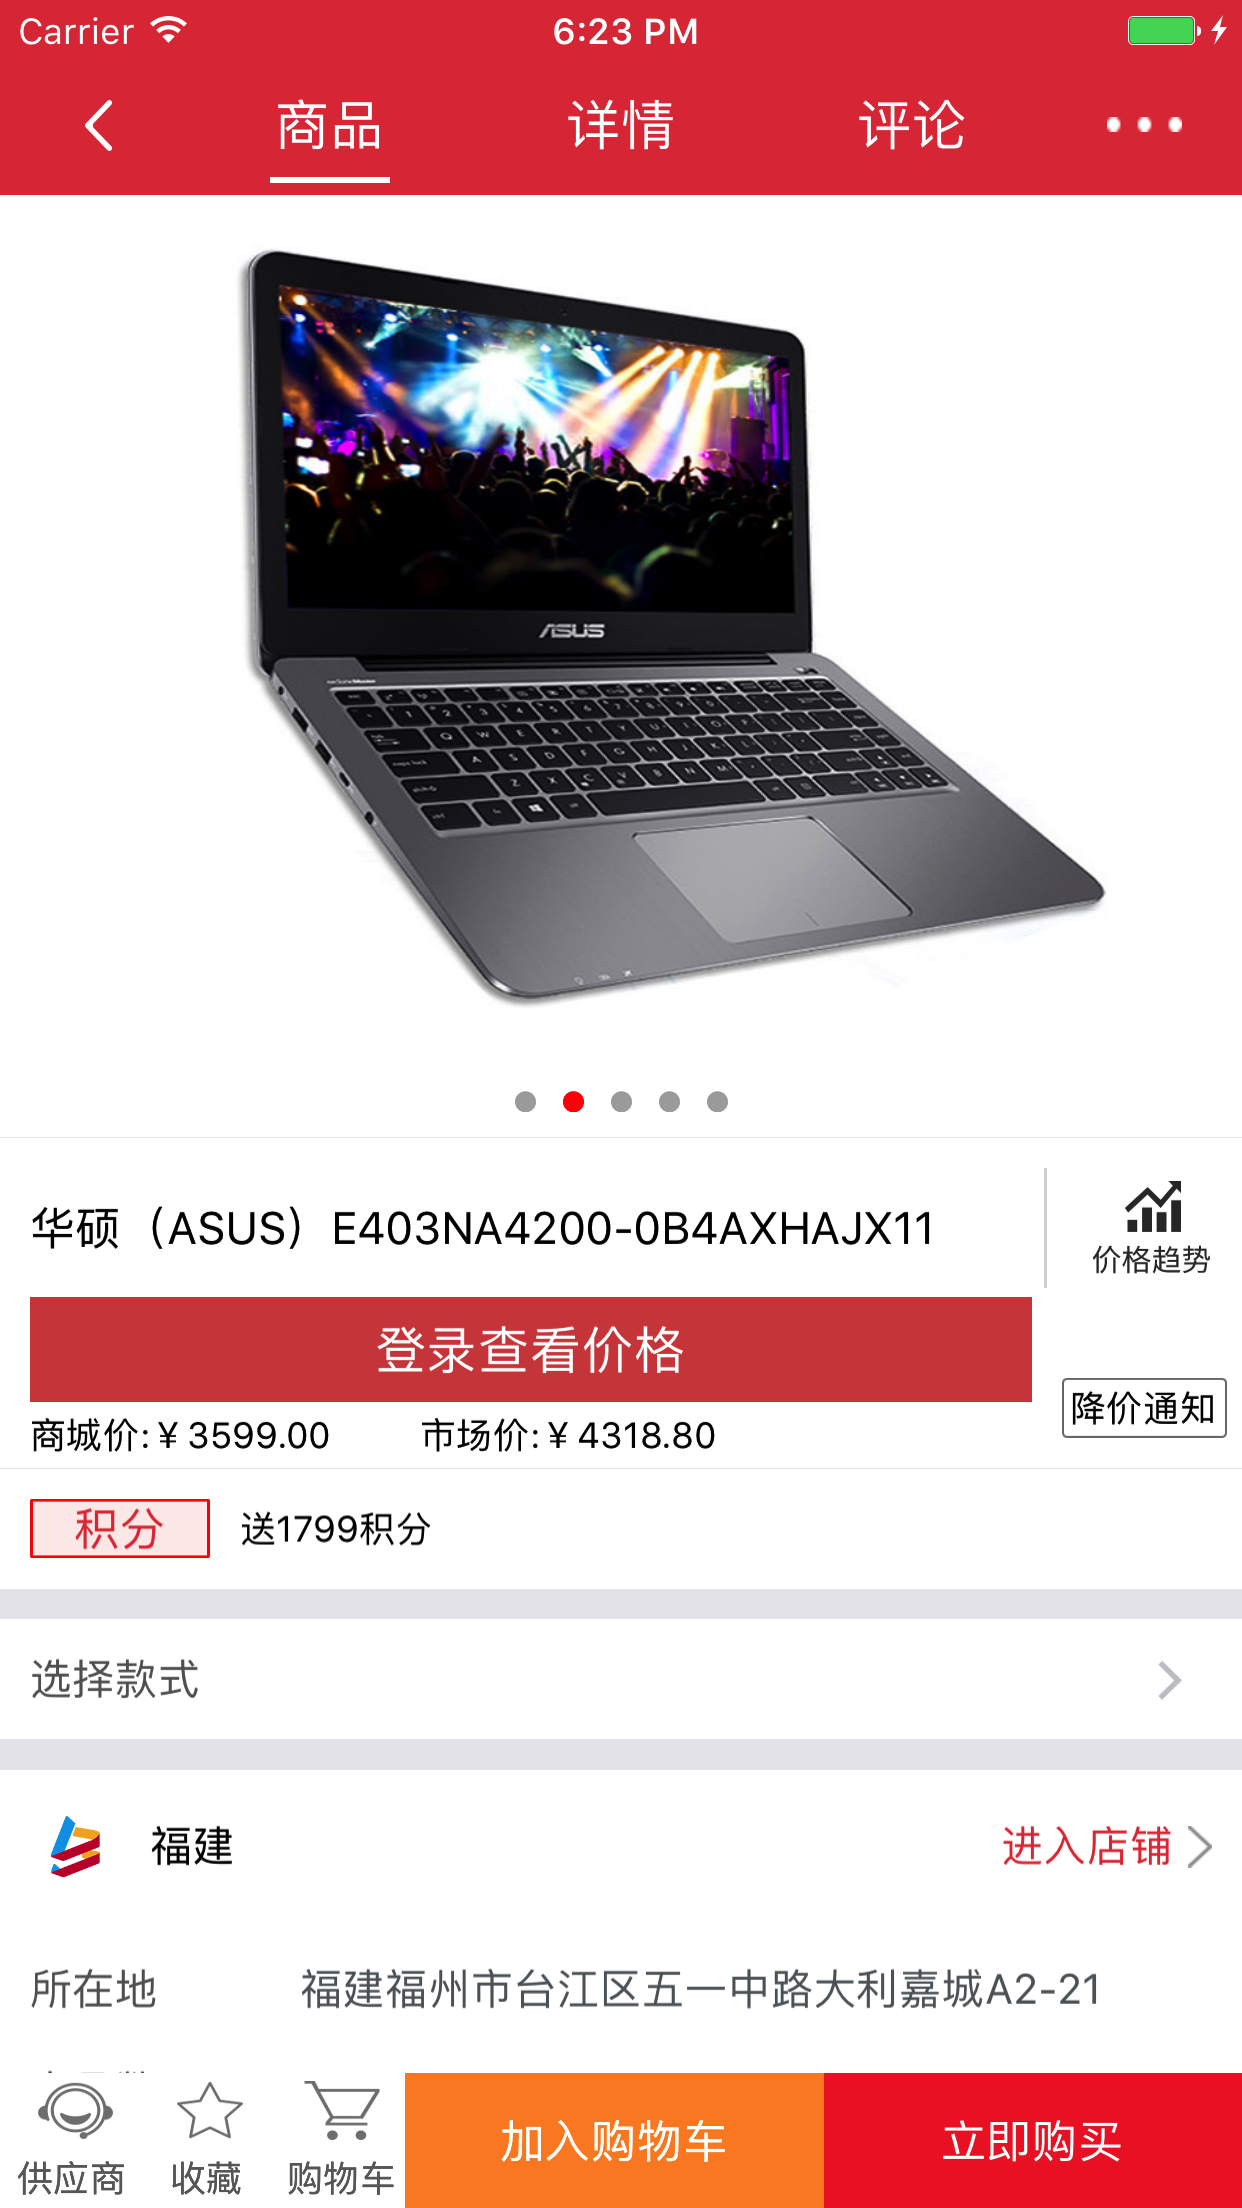 Carrier 6:23 PM
商品 详情 评论
ASUS
华硕（ASUS）E403NA4200-0B4AXHAJX11
价格趋势
登录查看价格
降价通知
商城价:¥ 3599.00 市场价:¥ 4318.80
积分 送1799积分
选择款式
福建 进入店铺
所在地 福建福州市台江区五一中路大利嘉城A2-21
供应商 收藏 购物车 加入购物车 立即购买